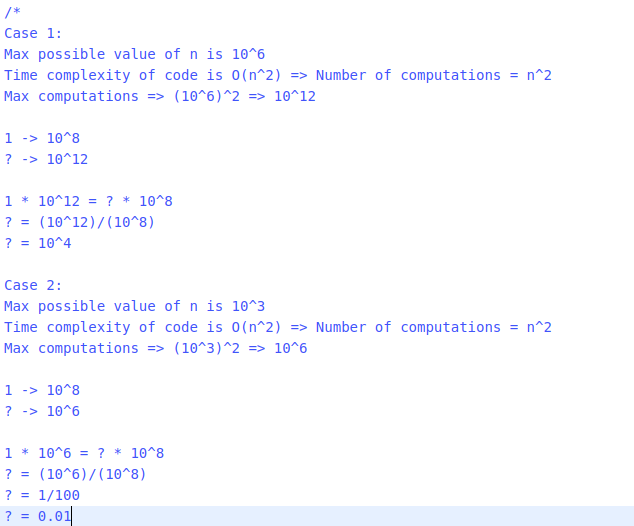 /*
Case 1:
Max possible value of n is 10^6
Time complexity of code is O(n^2) => Number of computations = n^2
Max computations => (10^6)^2 => 10^12
1 -> 10^8
? -> 10^12
1 * 10^12 = ? * 10^8
? = (10^12)/(10^8)
? = 10^4
Case 2:
Max possible value of n is 10^3
Time complexity of code is O(n^2) => Number of computations = n^2
Max computations => (10^3)^2 => 10^6
1 -> 10^8
? -> 10^6
1 * 10^6 = ? * 10^8
? = (10^6)/(10^8)
? = 1/100
? = 0.01